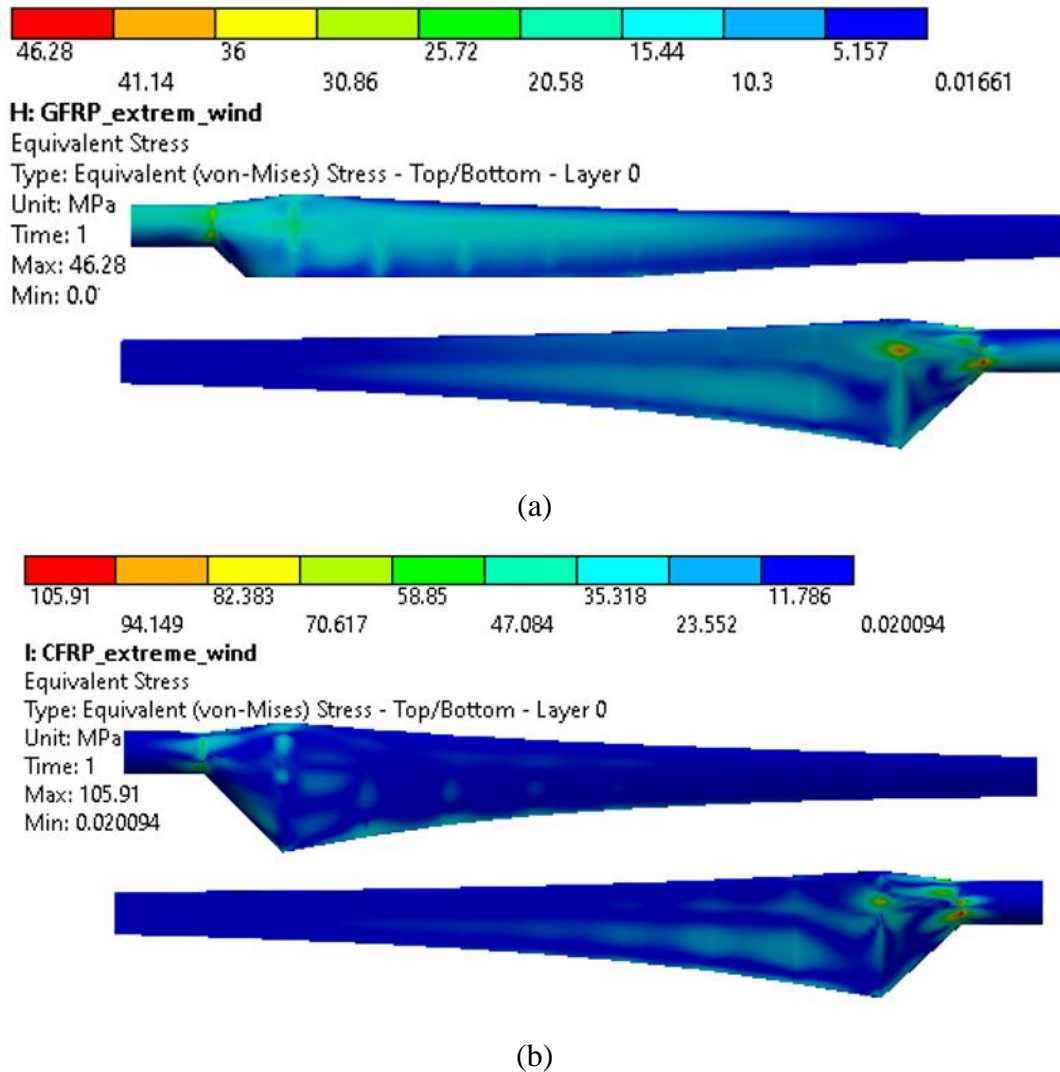 46.28 36 25.72 15.44 5.157
41.14 30.86 20.58 10.3 0.01661
H: GFRP_extrem_wind
Equivalent Stress
Type: Equivalent (von-Mises) Stress - Top/Bottom - Layer 0
Unit: MPa
Time: 1
Max: 46.28
Min: 0.0
(a)
105.91 82.383 58.85 35.318 11.786
94.149 70.617 47.084 23.552 0.020094
I: CFRP_extreme_wind
Equivalent Stress
Type: Equivalent (von-Mises) Stress - Top/Bottom - Layer 0
Unit: MPa
Time: 1
Max: 105.91
Min: 0.020094
(b)